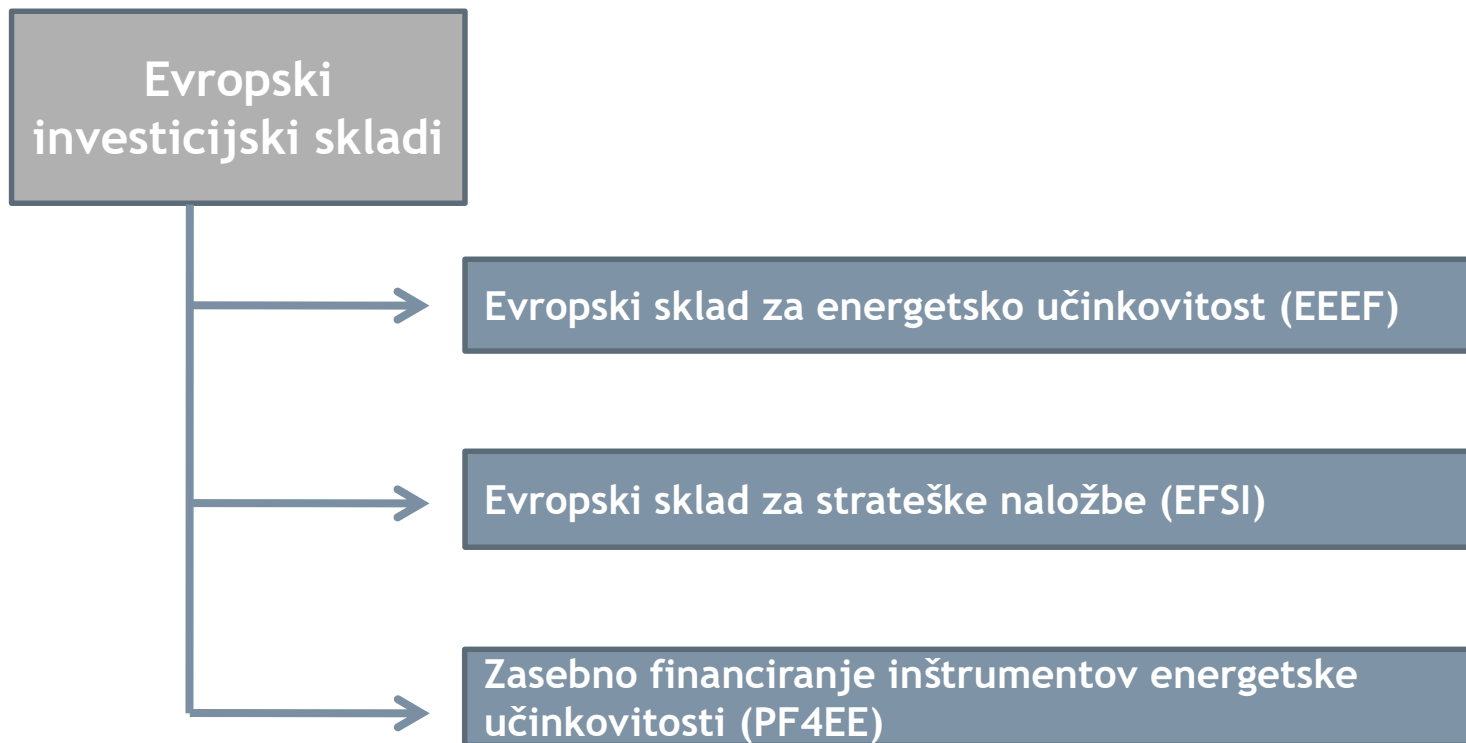 Evropski
investicijski skladi
Evropski sklad za energetsko učinkovitost (EEEF)
Evropski sklad za strateške naložbe (EFSI)
Zasebno financiranje inštrumentov energetske
učinkovitosti (PF4EE)